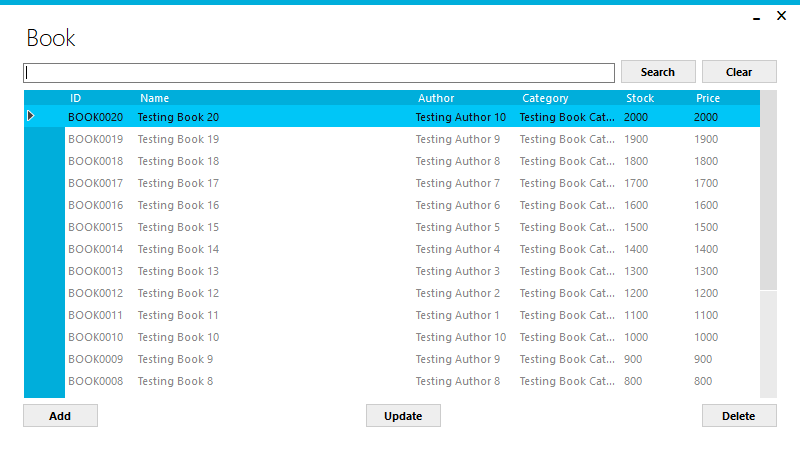 Book
Search Clear
ID Name Author Category Stock Price
BOOK0020 Testing Book 20 Testing Author 10 Testing Book Cat... 2000 2000
BOOK0019 Testing Book 19 Testing Author 9 Testing Book Cat... 1900 1900
BOOK0018 Testing Book 18 Testing Author 8 Testing Book Cat... 1800 1800
BOOK0017 Testing Book 17 Testing Author 7 Testing Book Cat... 1700 1700
BOOK0016 Testing Book 16 Testing Author 6 Testing Book Cat... 1600 1600
BOOK0015 Testing Book 15 Testing Author 5 Testing Book Cat... 1500 1500
BOOK0014 Testing Book 14 Testing Author 4 Testing Book Cat... 1400 1400
BOOK0013 Testing Book 13 Testing Author 3 Testing Book Cat... 1300 1300
BOOK0012 Testing Book 12 Testing Author 2 Testing Book Cat... 1200 1200
BOOK0011 Testing Book 11 Testing Author 1 Testing Book Cat... 1100 1100
BOOK0010 Testing Book 10 Testing Author 10 Testing Book Cat... 1000 1000
BOOK0009 Testing Book 9 Testing Author 9 Testing Book Cat... 900 900
BOOK0008 Testing Book 8 Testing Author 8 Testing Book Cat... 800 800
Add Update Delete